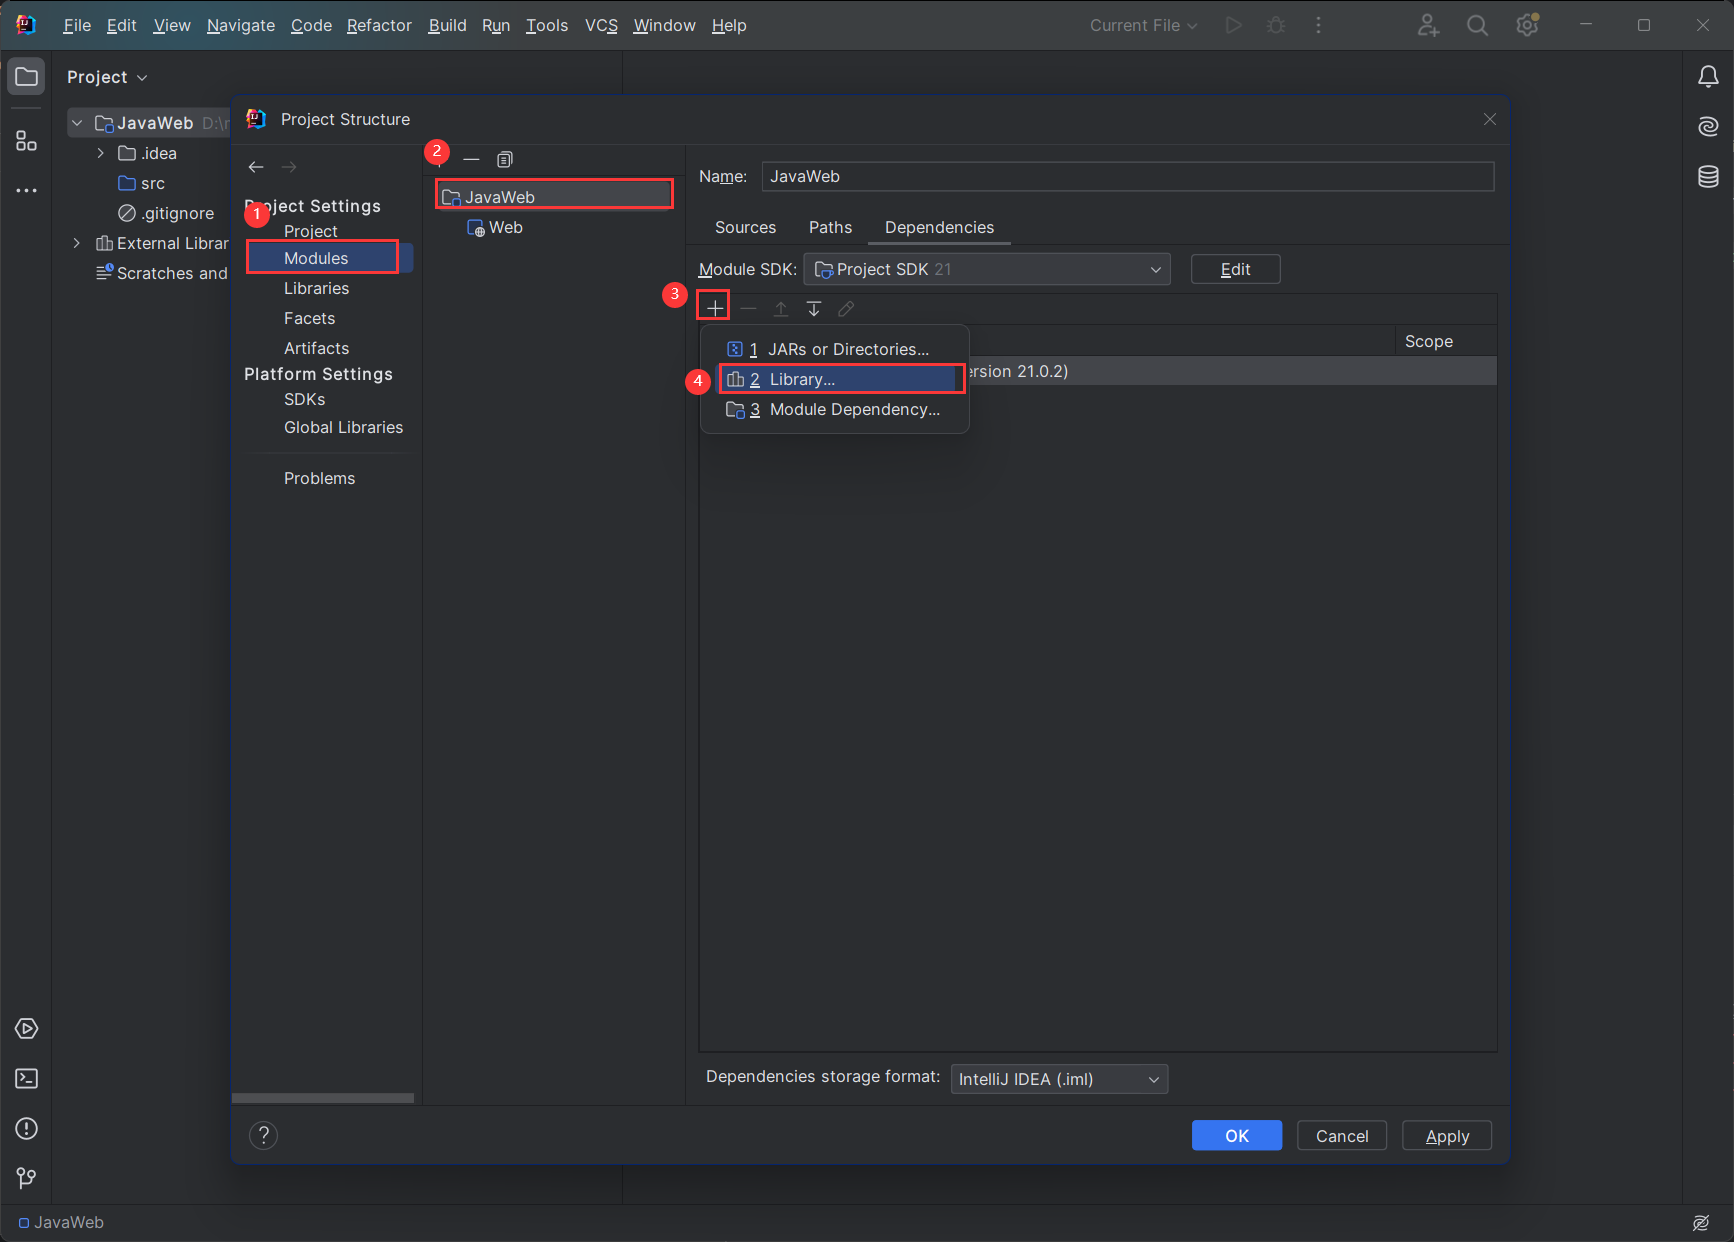 File Edit View Navigate Code Refactor Build Run Tools VCS Window Help Current File
Project
JavaWeb D:\
.idea
src
.gitignore
External Librar
Scratches and
Project Structure
Project Settings
1
Project
Modules
Libraries
Facets
Artifacts
Platform Settings
SDKs
Global Libraries
Problems
2
JavaWeb
Web
Name: JavaWeb
Sources Paths Dependencies
Module SDK: Project SDK 21 Edit
3
Scope
1 JARs or Directories...
ersion 21.0.2)
4
2 Library...
3 Module Dependency...
Dependencies storage format: IntelliJ IDEA (.iml)
? OK Cancel Apply
JavaWeb